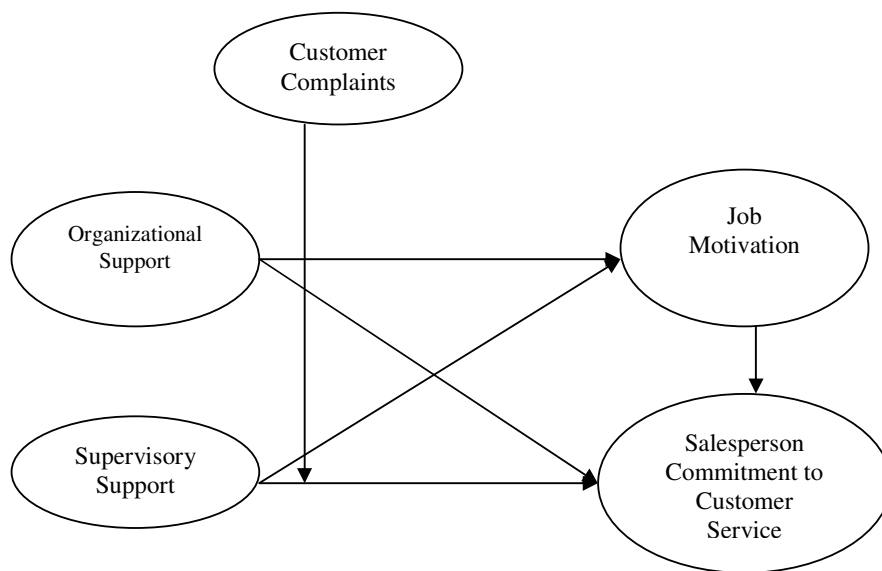 Customer
Complaints
Organizational
Support
Job
Motivation
Supervisory
Support
Salesperson
Commitment to
Customer
Service